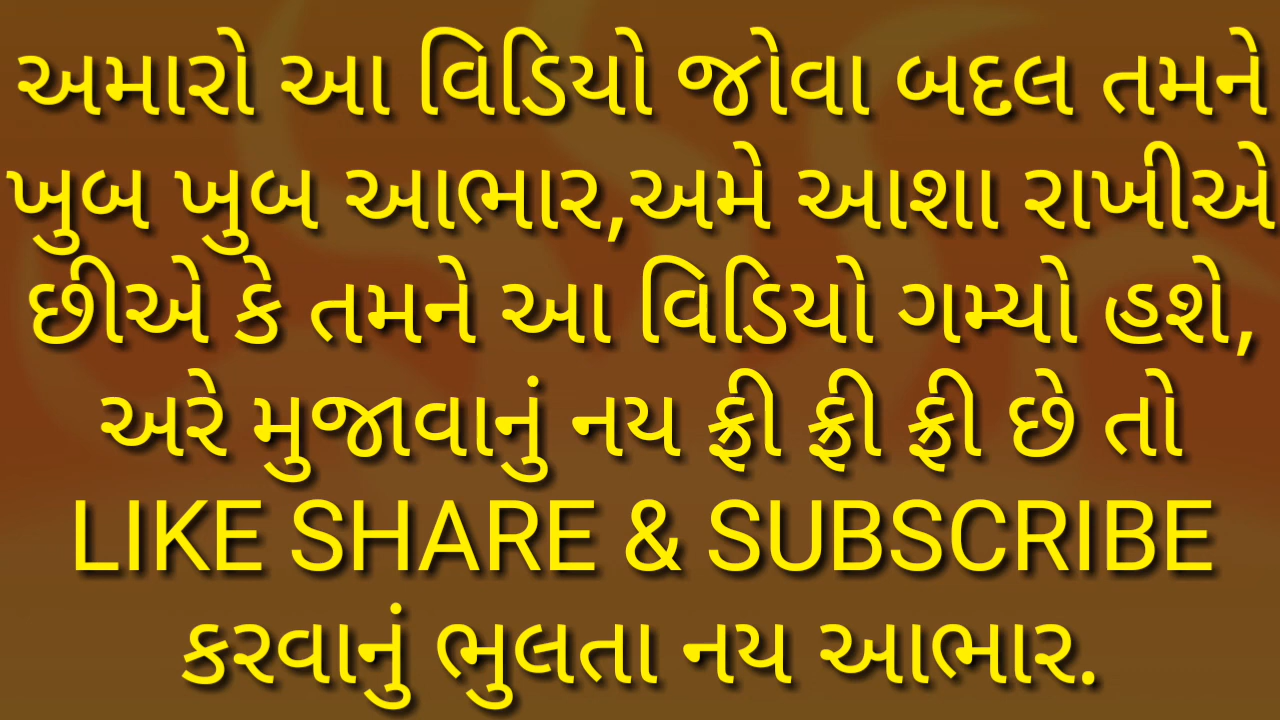 અમારો આ વિડિયો જોવા બદલ તમને
ખુબ ખુબ આભાર,અમે આશા રાખીએ
છીએ કે તમને આ વિડિયો ગમ્યો હશે,
અરે મુજાવાનું નય ફ્રી ફ્રી ફ્રી છે તો
LIKE SHARE & SUBSCRIBE
કરવાનું ભુલતા નય આભાર.